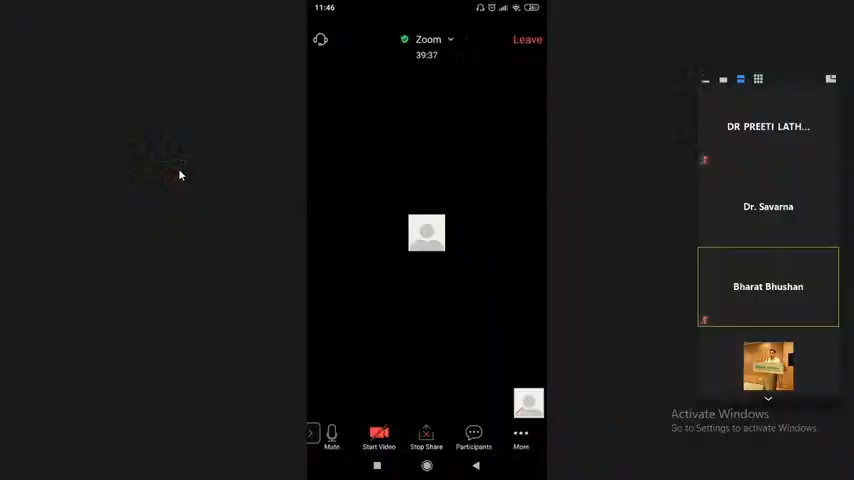 11:46
Zoom
Leave
39:37
DR PREETI LATH...
Dr. Savarna
Bharat Bhushan
Mute
Start Video
Stop Share
Participants
More
Activate Windows
Go to Settings to activate Windows.